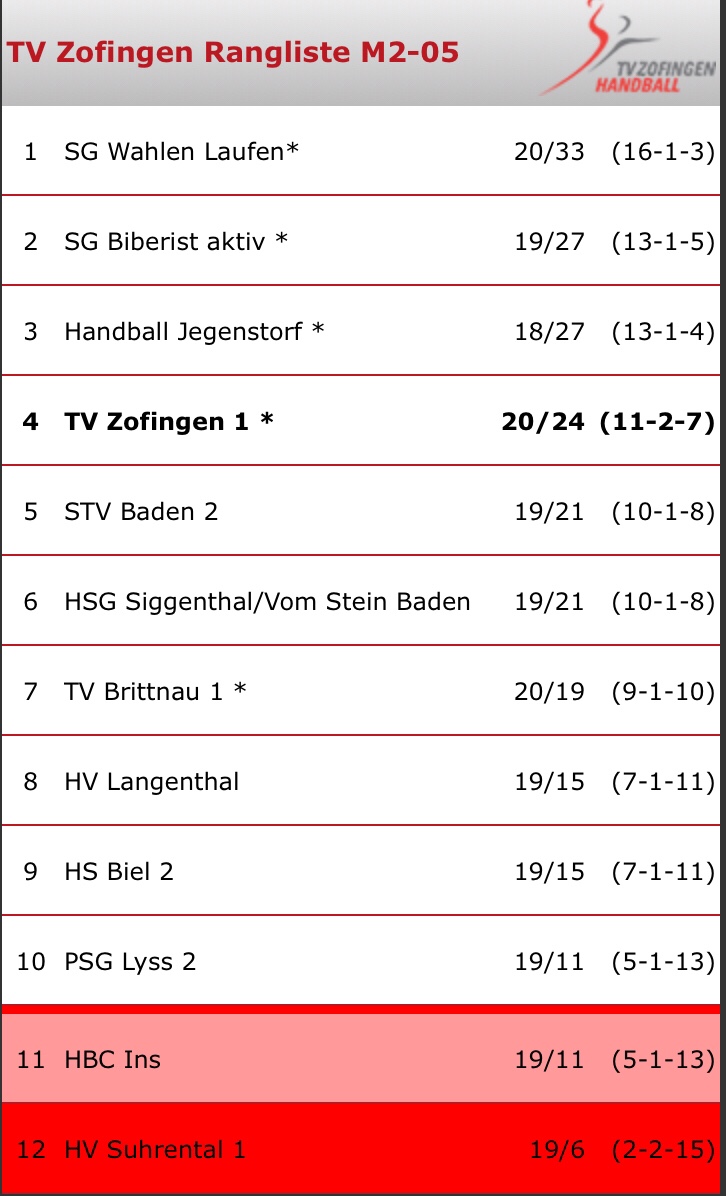 TV Zofingen Rangliste M2-05
TVZOFINGEN
HANDBALL
1 SG Wahlen Laufen* 20/33 (16-1-3)
2 SG Biberist aktiv * 19/27 (13-1-5)
3 Handball Jegenstorf * 18/27 (13-1-4)
4 TV Zofingen 1 * 20/24 (11-2-7)
5 STV Baden 2 19/21 (10-1-8)
6 HSG Siggenthal/Vom Stein Baden 19/21 (10-1-8)
7 TV Brittnau 1 * 20/19 (9-1-10)
8 HV Langenthal 19/15 (7-1-11)
9 HS Biel 2 19/15 (7-1-11)
10 PSG Lyss 2 19/11 (5-1-13)
11 HBC Ins 19/11 (5-1-13)
12 HV Suhrental 1 19/6 (2-2-15)